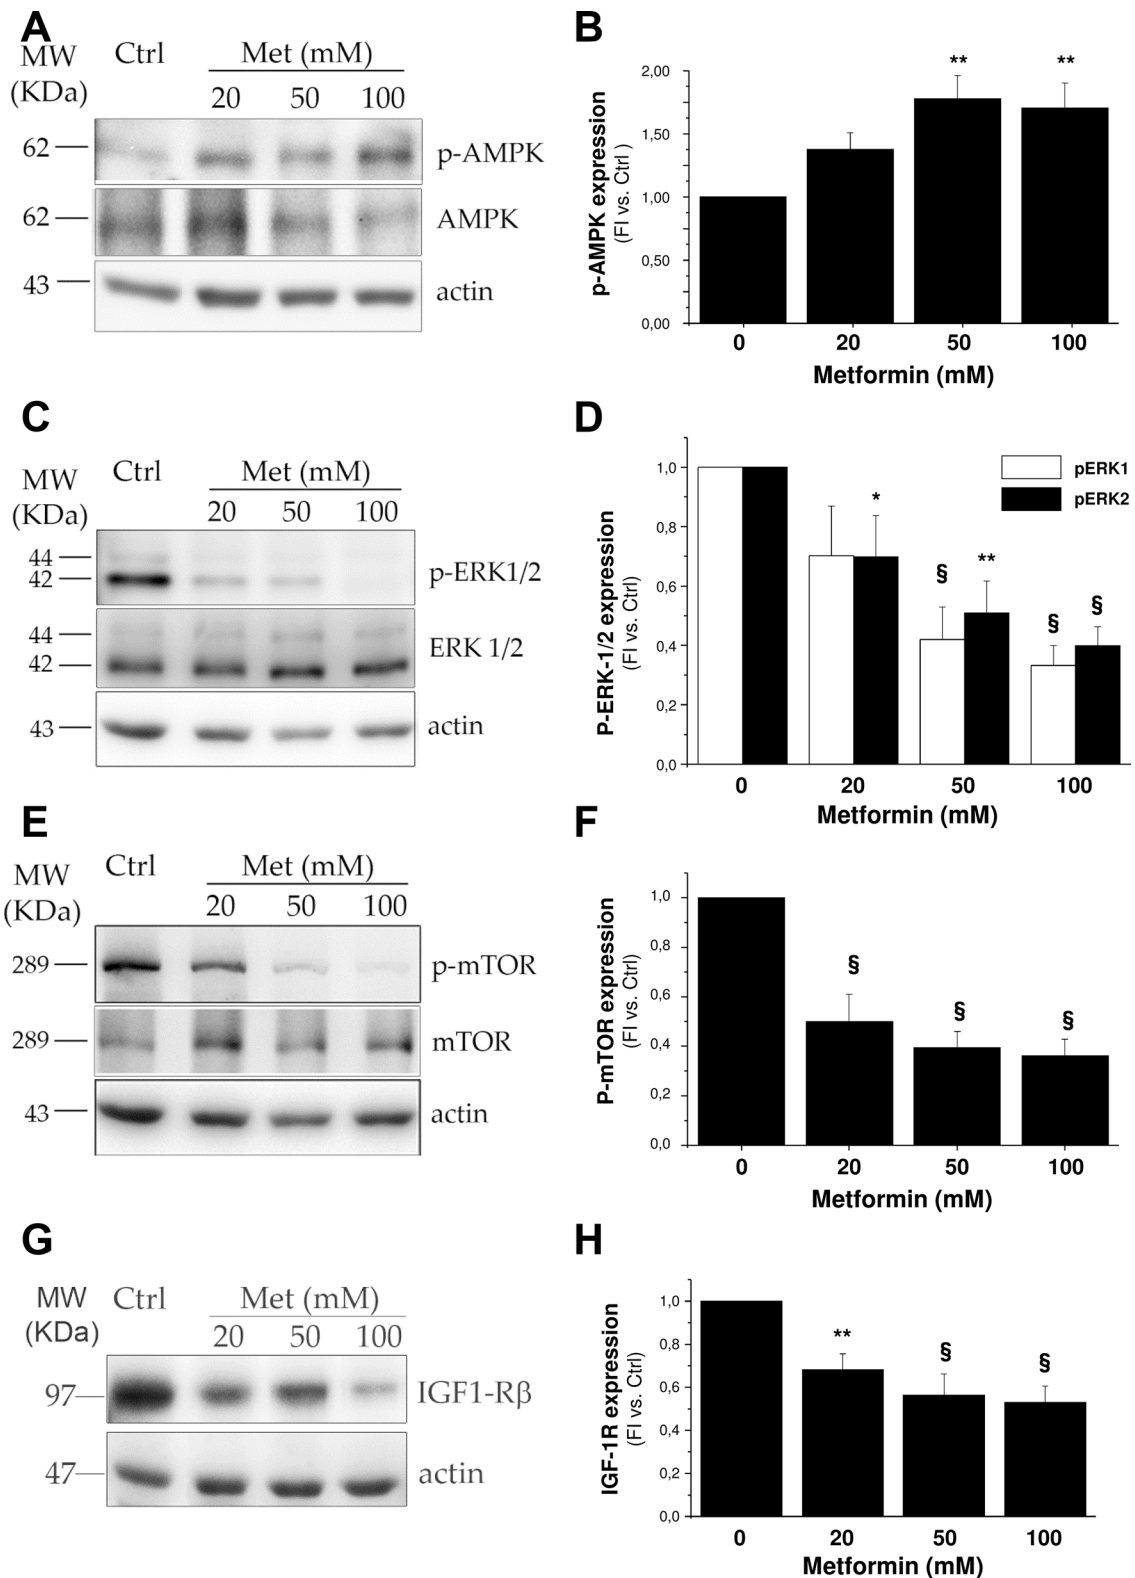 A
MW
(KDa)
Ctrl
Met (mM)
20 50 100
62
p-AMPK
62
AMPK
43
actin
B
p-AMPK expression
(FI vs. Ctrl )
2,00
1,50
1,00
0,50
0,00
** **
0 20 50 100
Metformin (mM)
C
MW
(KDa)
Ctrl
Met (mM)
20 50 100
44
42
p-ERK1/2
44
42
ERK 1/2
43
actin
D
P-ERK-1/2 expression
(FI vs. Ctrl)
1,0
0,8
0,6
0,4
0,2
0,0
pERK1
pERK2
*
§ **
§ §
0 20 50 100
Metformin (mM)
E
MW
(KDa)
Ctrl
Met (mM)
20 50 100
289
p-mTOR
289
mTOR
43
actin
F
P-mTOR expression
(FI vs. Ctrl)
1,0
0,8
0,6
0,4
0,2
0,0
§ § §
0 20 50 100
Metformin (mM)
G
MW
(KDa)
Ctrl
Met (mM)
20 50 100
97
IGF1-Rβ
47
actin
H
IGF-1R expression
(FI vs. Ctrl)
1,0
0,8
0,6
0,4
0,2
0,0
** § §
0 20 50 100
Metformin (mM)